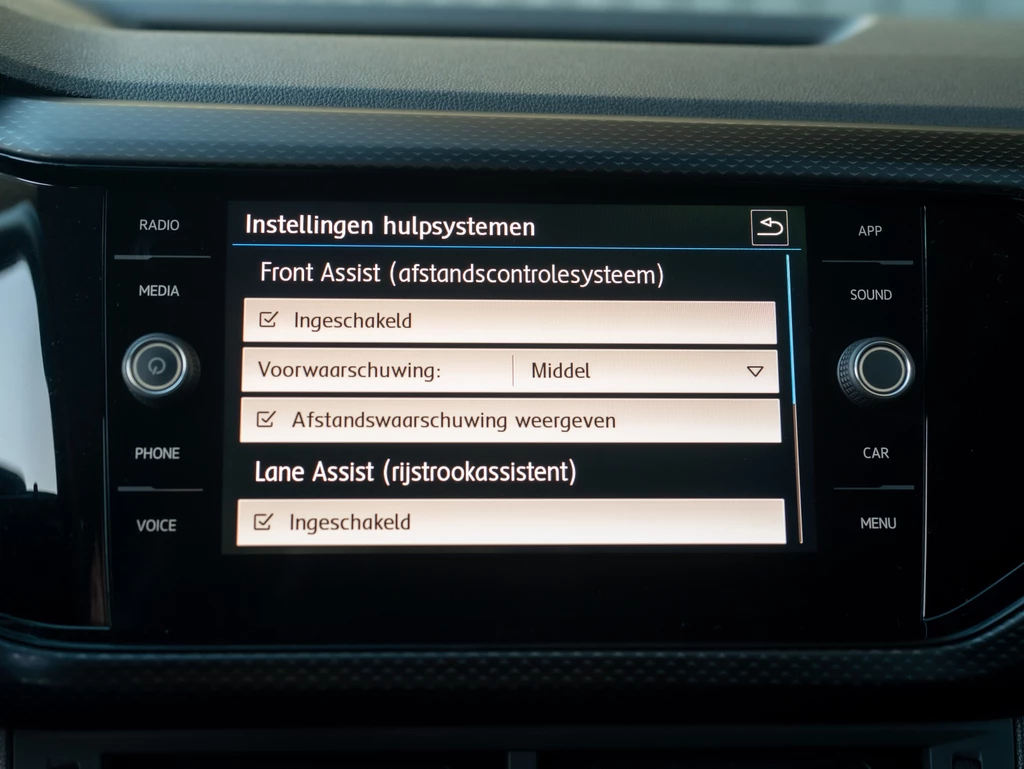 Instellingen hulpsystemen
Front Assist (afstandscontrolesysteem)
Ingeschakeld
Voorwaarschuwing: Middel
Afstandswaarschuwing weergeven
Lane Assist (rijstrookassistent)
Ingeschakeld
RADIO
MEDIA
PHONE
VOICE
APP
SOUND
CAR
MENU